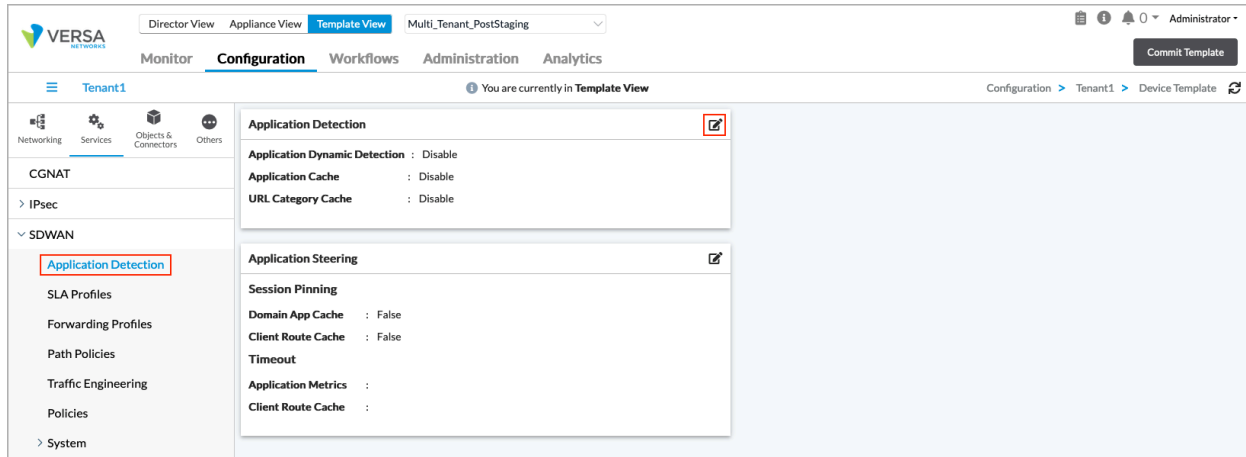 VERSA
NETWORKS
Director View Appliance View Template View Multi_Tenant_PostStaging 0 Administrator
Monitor Configuration Workflows Administration Analytics Commit Template
Tenant1 You are currently in Template View Configuration > Tenant1 > Device Template
Networking Services Objects & Connectors Others
CGNAT
> IPsec
SDWAN
Application Detection
SLA Profiles
Forwarding Profiles
Path Policies
Traffic Engineering
Policies
> System
Application Detection
Application Dynamic Detection : Disable
Application Cache : Disable
URL Category Cache : Disable
Application Steering
Session Pinning
Domain App Cache : False
Client Route Cache : False
Timeout
Application Metrics :
Client Route Cache :